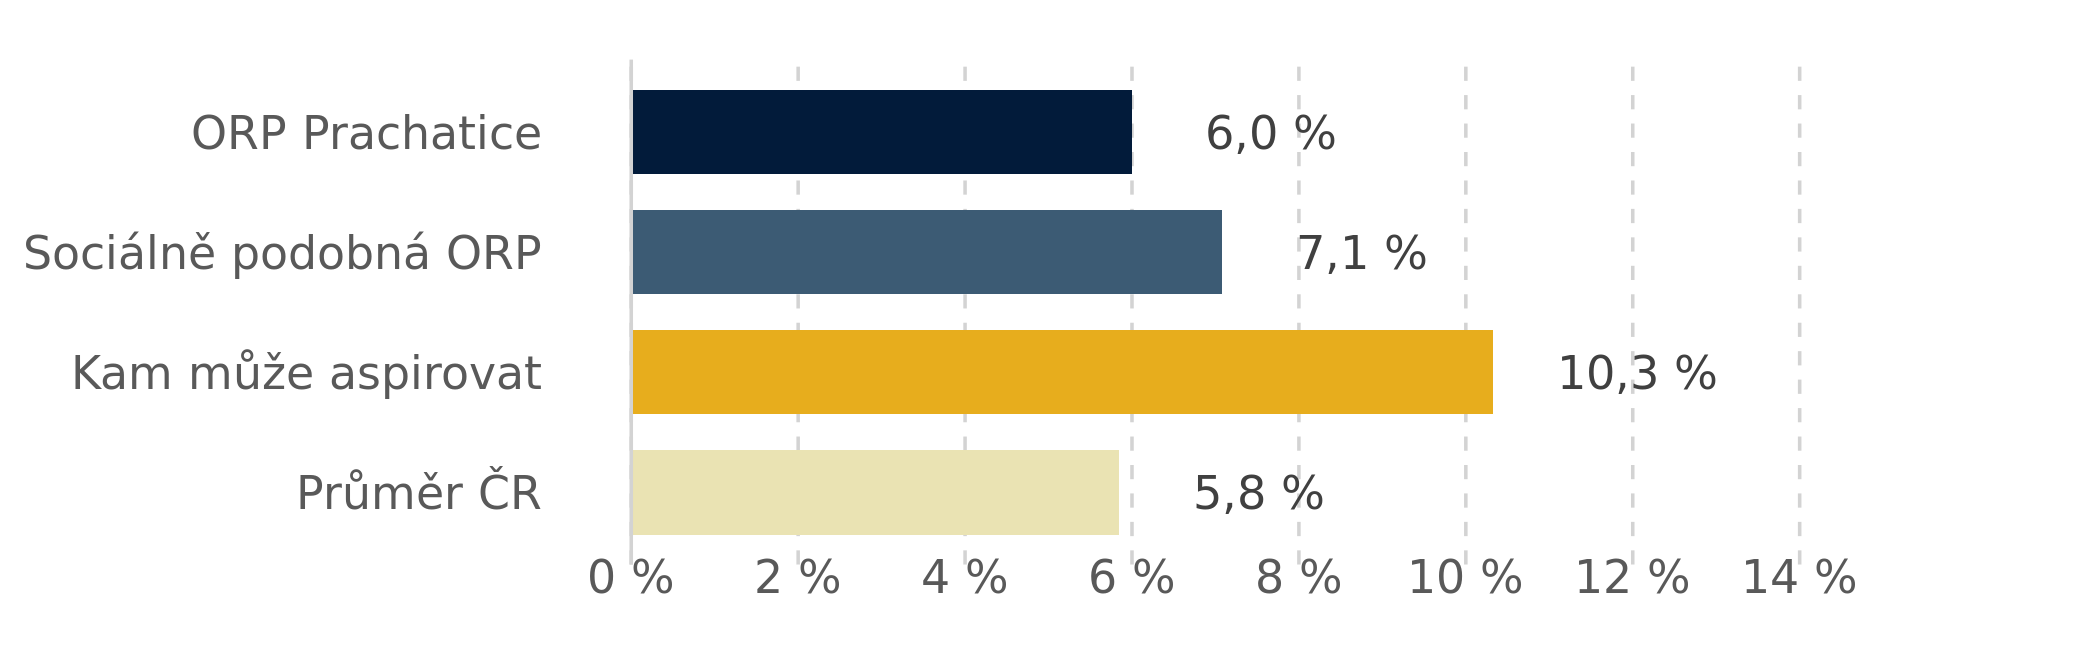 ORP Prachatice 6,0 %
Sociálně podobná ORP 7,1 %
Kam může aspirovat 10,3 %
Průměr ČR 5,8 %
0 % 2 % 4 % 6 % 8 % 10 % 12 % 14 %